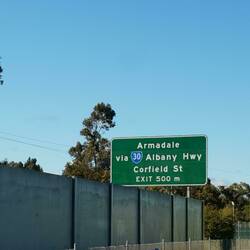 Armadale
via 30 Albany Hwy
Corfield St
EXIT 500 m